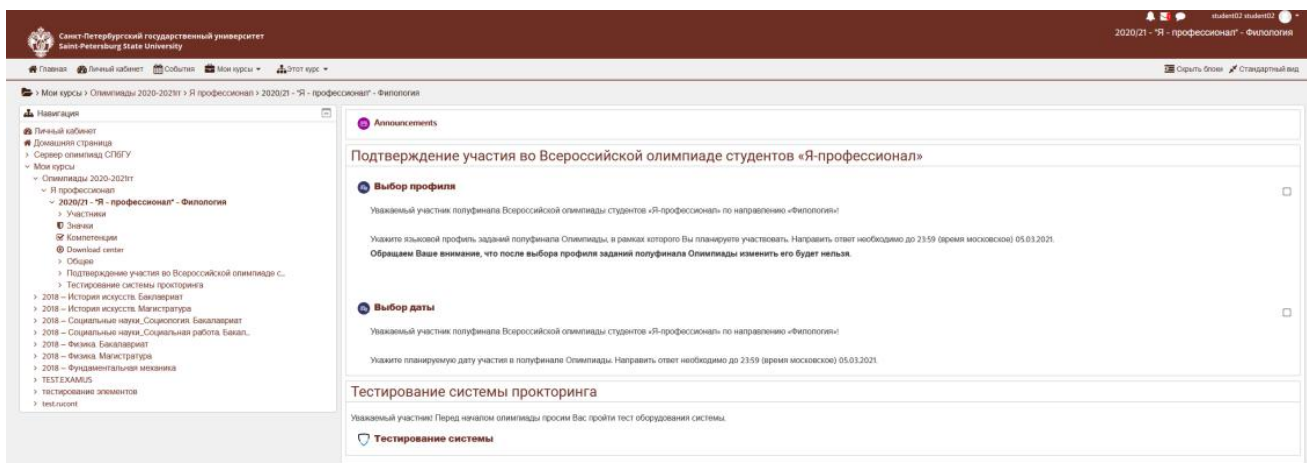 student02 student02
Санкт-Петербургский государственный университет
Saint-Petersburg State University
2020/21 - "Я - профессионал" - Филология
Главная Личный кабинет События Мои курсы Этот курс
Скрыть блоки Стандартный вид
› Мои курсы › Олимпиады 2020-2021гг › Я профессионал › 2020/21 - "Я - профессионал" - Филология
Навигация
Личный кабинет
Домашняя страница
Сервер олимпиад СПбГУ
Мои курсы
Олимпиады 2020-2021гг
Я профессионал
2020/21 - "Я - профессионал" - Филология
Участники
Значки
Компетенции
Download center
Общее
Подтверждение участия во Всероссийской олимпиаде с...
Тестирование системы прокторинга
2018 – История искусств. Бакалавриат
2018 – История искусств. Магистратура
2018 – Социальные науки_Социология. Бакалавриат
2018 – Социальные науки_Социальная работа. Бакал...
2018 – Физика. Бакалавриат
2018 – Физика. Магистратура
2018 – Фундаментальная механика
TEST.EXAMUS
тестирование элементов
test.rucont
Announcements
Подтверждение участия во Всероссийской олимпиаде студентов «Я-профессионал»
Выбор профиля
Уважаемый участник полуфинала Всероссийской олимпиады студентов «Я-профессионал» по направлению «Филология»!
Укажите языковой профиль заданий полуфинала Олимпиады, в рамках которого Вы планируете участвовать. Направить ответ необходимо до 23:59 (время московское) 05.03.2021.
Обращаем Ваше внимание, что после выбора профиля заданий полуфинала Олимпиады изменить его будет нельзя.
Выбор даты
Уважаемый участник полуфинала Всероссийской олимпиады студентов «Я-профессионал» по направлению «Филология»!
Укажите планируемую дату участия в полуфинале Олимпиады. Направить ответ необходимо до 23:59 (время московское) 05.03.2021.
Тестирование системы прокторинга
Уважаемый участник! Перед началом олимпиады просим Вас пройти тест оборудования системы.
Тестирование системы